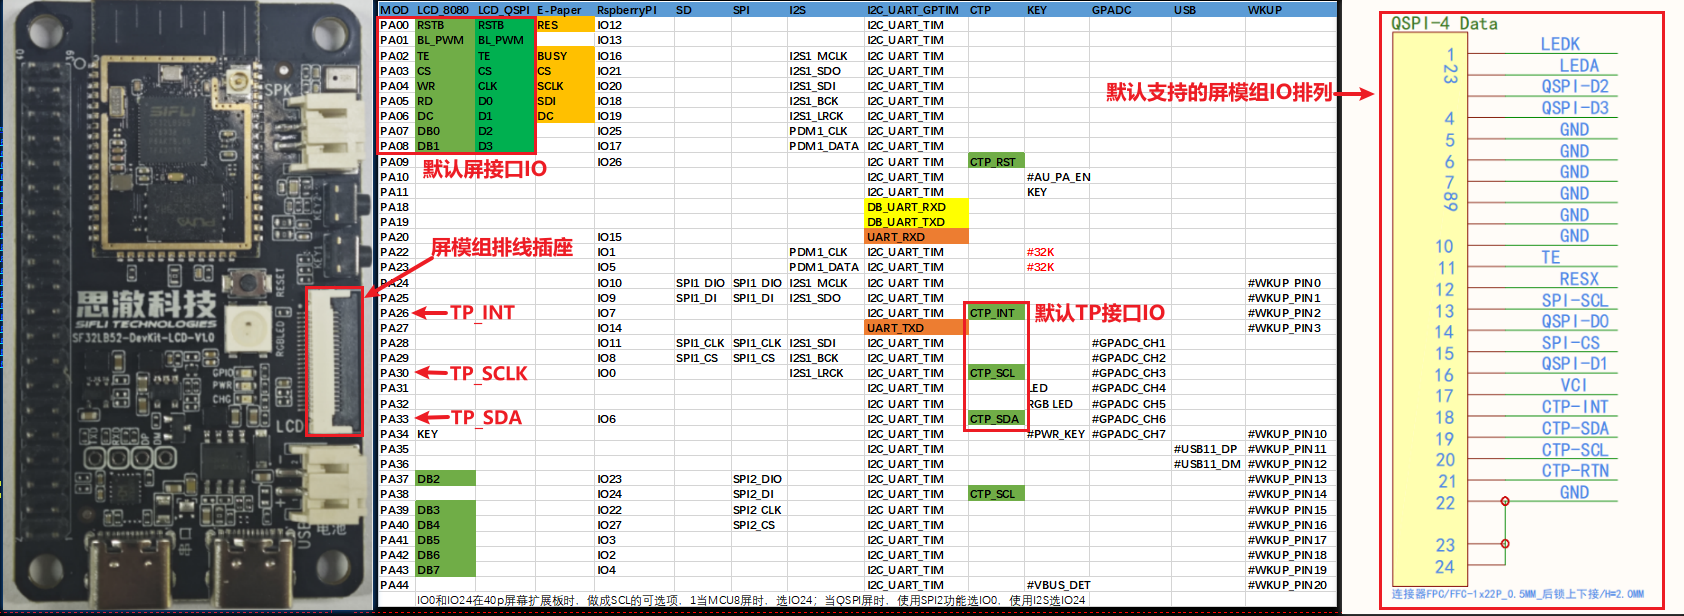 SPK
KEY2
KEY1
RESET
思澈科技
SIFLI TECHNOLOGIES
SF32LB52-DevKit-LCD-V1.0
RGBLED
GPIO
PWR
CHG
LCD
USB
电池
屏模组排线插座
MOD LCD_8080 LCD_QSPI E-Paper RspberryPI SD SPI I2S I2C_UART_GPTIM CTP KEY GPADC USB WKUP
PA00 RSTB RSTB RES IO12 I2C_UART_TIM
PA01 BL_PWM BL_PWM IO13 I2C_UART_TIM
PA02 TE TE BUSY IO16 I2S1_MCLK I2C_UART_TIM
PA03 CS CS CS IO21 I2S1_SDO I2C_UART_TIM
PA04 WR CLK SCLK IO20 I2S1_SDI I2C_UART_TIM
PA05 RD D0 SDI IO18 I2S1_BCK I2C_UART_TIM
PA06 DC D1 DC IO19 I2S1_LRCK I2C_UART_TIM
PA07 DB0 D2 IO25 PDM1_CLK I2C_UART_TIM
PA08 DB1 D3 IO17 PDM1_DATA I2C_UART_TIM
PA09 IO26 I2C_UART_TIM CTP_RST
PA10 I2C_UART_TIM #AU_PA_EN
PA11 I2C_UART_TIM KEY
PA18 DB_UART_RXD
PA19 DB_UART_TXD
PA20 IO15 UART_RXD
PA22 IO1 PDM1_CLK I2C_UART_TIM #32K
PA23 IO5 PDM1_DATA I2C_UART_TIM #32K
PA24 IO10 SPI1_DIO SPI1_DIO I2S1_MCLK I2C_UART_TIM #WKUP_PIN0
PA25 IO9 SPI1_DI SPI1_DI I2S1_SDO I2C_UART_TIM #WKUP_PIN1
PA26 IO7 I2C_UART_TIM CTP_INT #WKUP_PIN2
PA27 IO14 UART_TXD #WKUP_PIN3
PA28 IO11 SPI1_CLK SPI1_CLK I2S1_SDI I2C_UART_TIM #GPADC_CH1
PA29 IO8 SPI1_CS SPI1_CS I2S1_BCK I2C_UART_TIM #GPADC_CH2
PA30 IO0 I2S1_LRCK I2C_UART_TIM CTP_SCL #GPADC_CH3
PA31 I2C_UART_TIM LED #GPADC_CH4
PA32 I2C_UART_TIM RGB LED #GPADC_CH5
PA33 IO6 I2C_UART_TIM CTP_SDA #GPADC_CH6
PA34 KEY I2C_UART_TIM #PWR_KEY #GPADC_CH7 #WKUP_PIN10
PA35 I2C_UART_TIM #USB11_DP #WKUP_PIN11
PA36 I2C_UART_TIM #USB11_DM #WKUP_PIN12
PA37 DB2 IO23 SPI2_DIO I2C_UART_TIM #WKUP_PIN13
PA38 IO24 SPI2_DI I2C_UART_TIM CTP_SCL #WKUP_PIN14
PA39 DB3 IO22 SPI2_CLK I2C_UART_TIM #WKUP_PIN15
PA40 DB4 IO27 SPI2_CS I2C_UART_TIM #WKUP_PIN16
PA41 DB5 IO3 I2C_UART_TIM #WKUP_PIN17
PA42 DB6 IO2 I2C_UART_TIM #WKUP_PIN18
PA43 DB7 IO4 I2C_UART_TIM #WKUP_PIN19
PA44 I2C_UART_TIM #VBUS_DET #WKUP_PIN20
IO0和IO24在40p屏幕扩展板时、做成SCL的可选项、1当MCU8屏时、选IO24；当QSPI屏时、使用SPI2功能选IO0、使用I2S选IO24
默认屏接口IO
TP_INT
TP_SCLK
TP_SDA
默认TP接口IO
默认支持的屏模组IO排列
QSPI-4 Data
1 LEDK
2 LEDA
3 QSPI-D2
4 QSPI-D3
5 GND
6 GND
7 GND
8 GND
9 GND
10 GND
11 TE
12 RESX
13 SPI-SCL
14 QSPI-D0
15 SPI-CS
16 QSPI-D1
17 VCI
18 CTP-INT
19 CTP-SDA
20 CTP-SCL
21 CTP-RTN
22 GND
23
24
连接器FPC/FFC-1x22P_0.5MM_后锁上下接/H=2.0MM